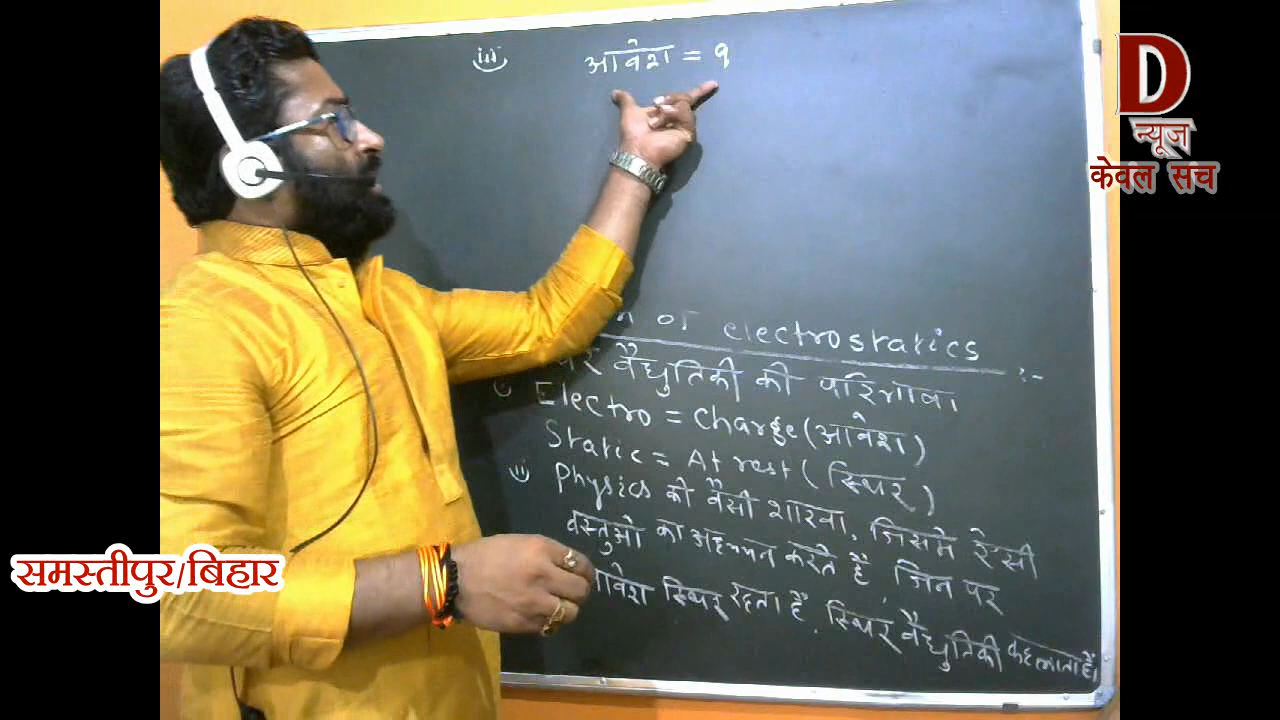 (iii) आवेश = q
of electrostatics
वैधुतिकी की परिभाषा :-
Electro = Charge (आवेश)
Static = At rest (स्थिर)
(ii) Physics की वैसी शाखा, जिसमे ऐसी
वस्तुओ का अध्ययन करते है, जिन पर
आवेश स्थिर रहता है, स्थिर वैधुतिकी कहलाता है।
D
न्यूज
केवल सच
समस्तीपुर/बिहार